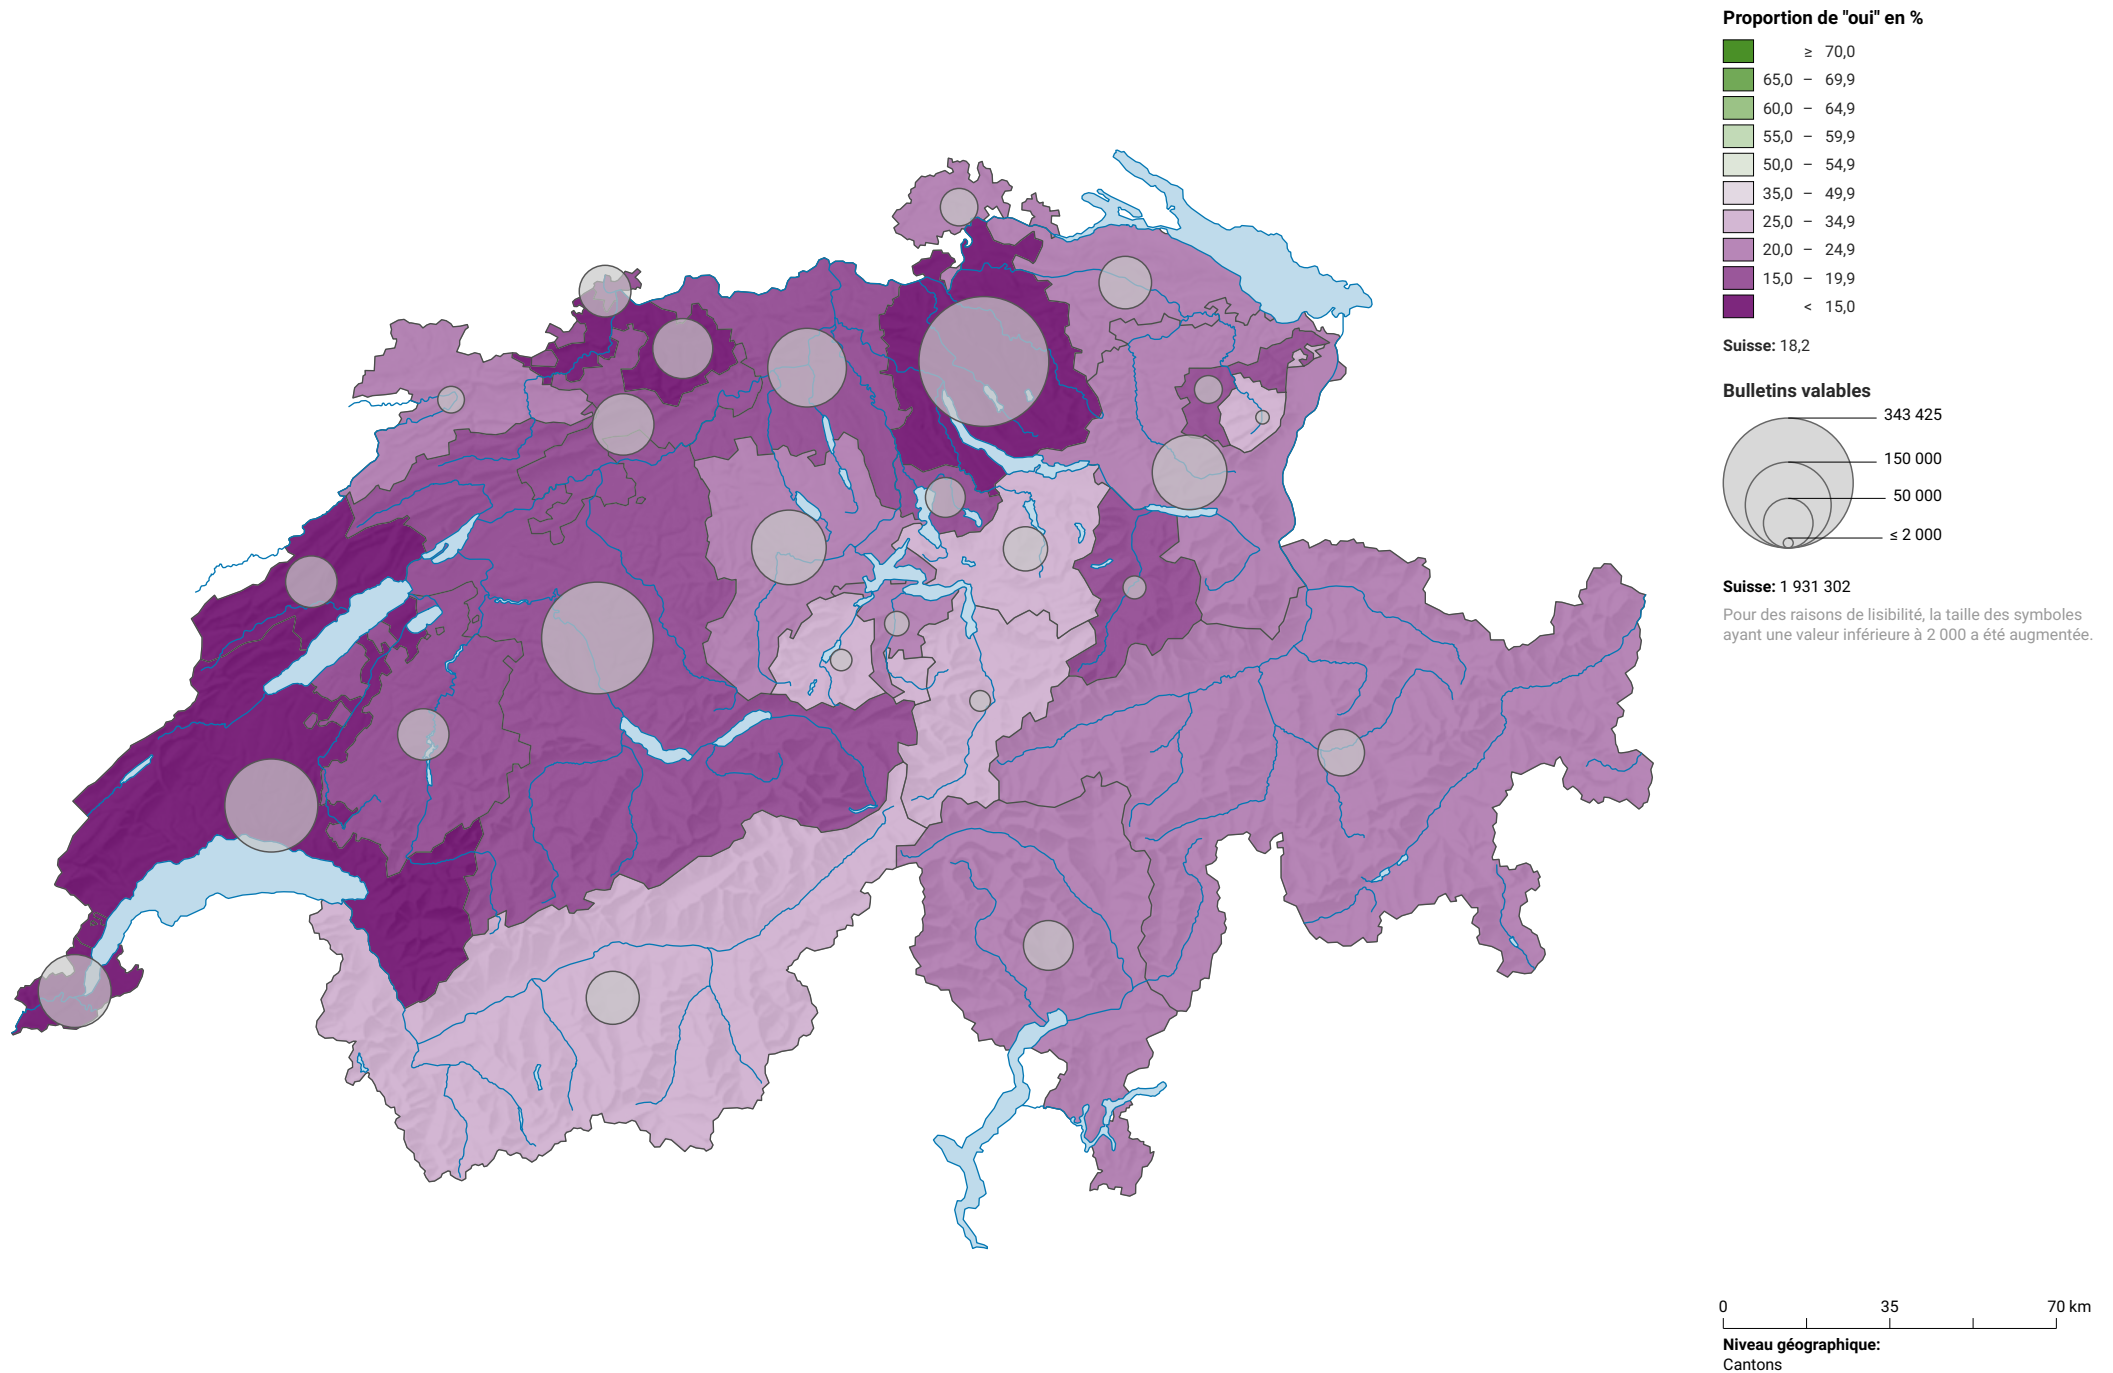 Proportion de "oui" en %
≥ 70,0
65,0 – 69,9
60,0 – 64,9
55,0 – 59,9
50,0 – 54,9
35,0 – 49,9
25,0 – 34,9
20,0 – 24,9
15,0 – 19,9
< 15,0
Suisse: 18,2
Bulletins valables
343 425
150 000
50 000
≤ 2 000
Suisse: 1 931 302
Pour des raisons de lisibilité, la taille des symboles
ayant une valeur inférieure à 2 000 a été augmentée.
0 35 70 km
Niveau géographique:
Cantons